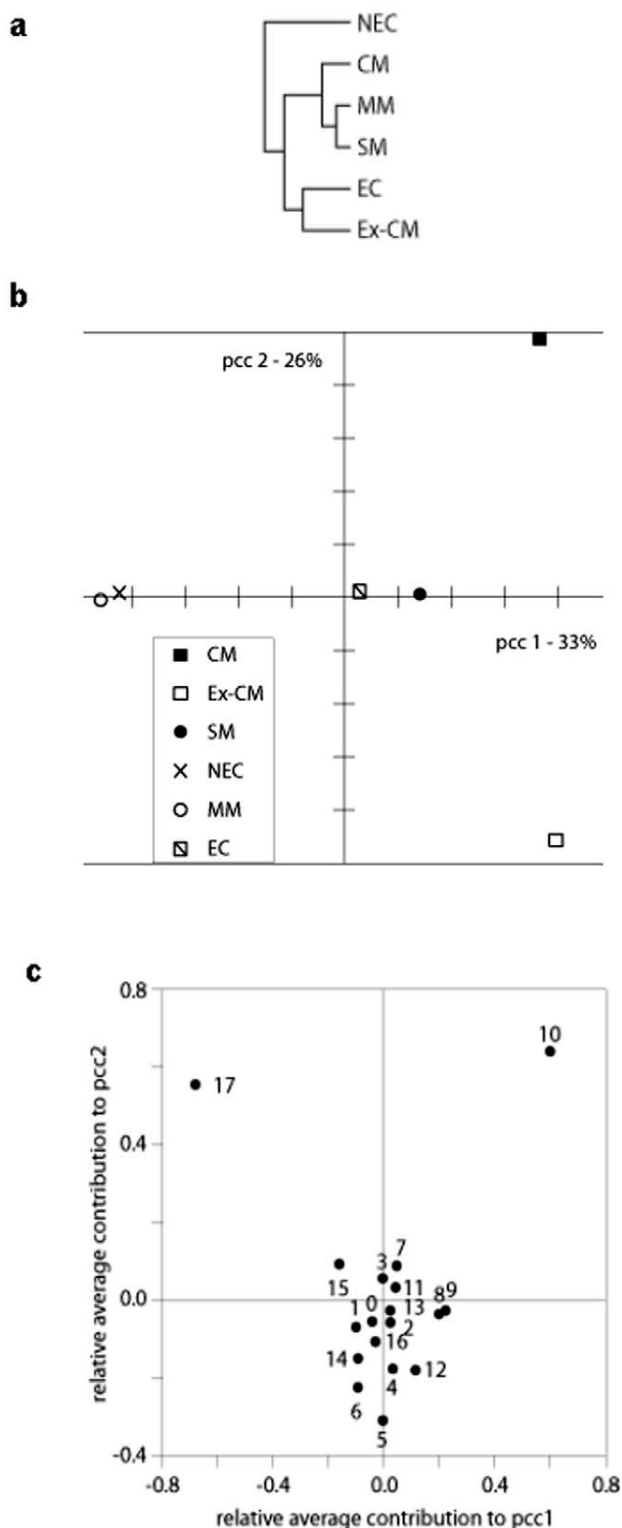 a
NEC
CM
MM
SM
EC
Ex-CM
b
pcc 2 - 26%
pcc 1 - 33%
CM
Ex-CM
SM
NEC
MM
EC
c
relative average contribution to pcc2
0.8
0.4
0.0
-0.4
10
17
7
3
15
11
8 9
1 0
13
2
16
14
4
12
6
5
-0.8
-0.4
0.0
0.4
0.8
relative average contribution to pcc1